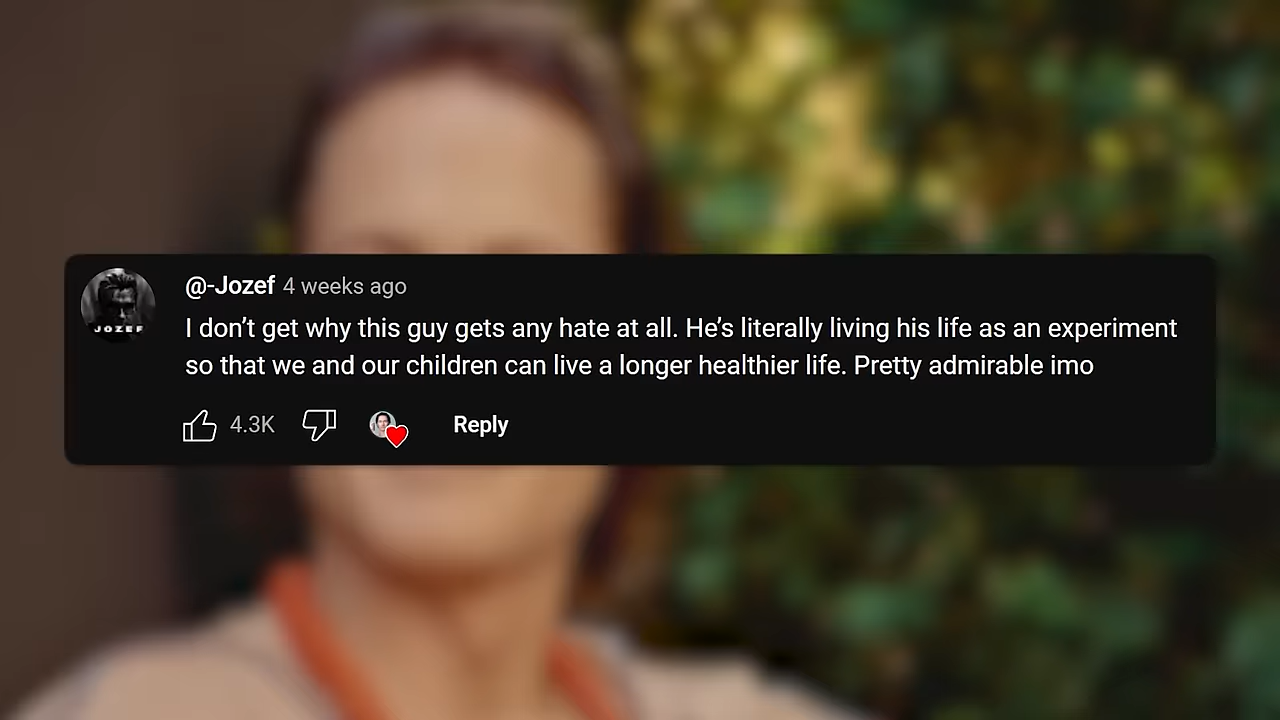 JOZEF
@-Jozef 4 weeks ago
I don’t get why this guy gets any hate at all. He’s literally living his life as an experiment
so that we and our children can live a longer healthier life. Pretty admirable imo
4.3K Reply